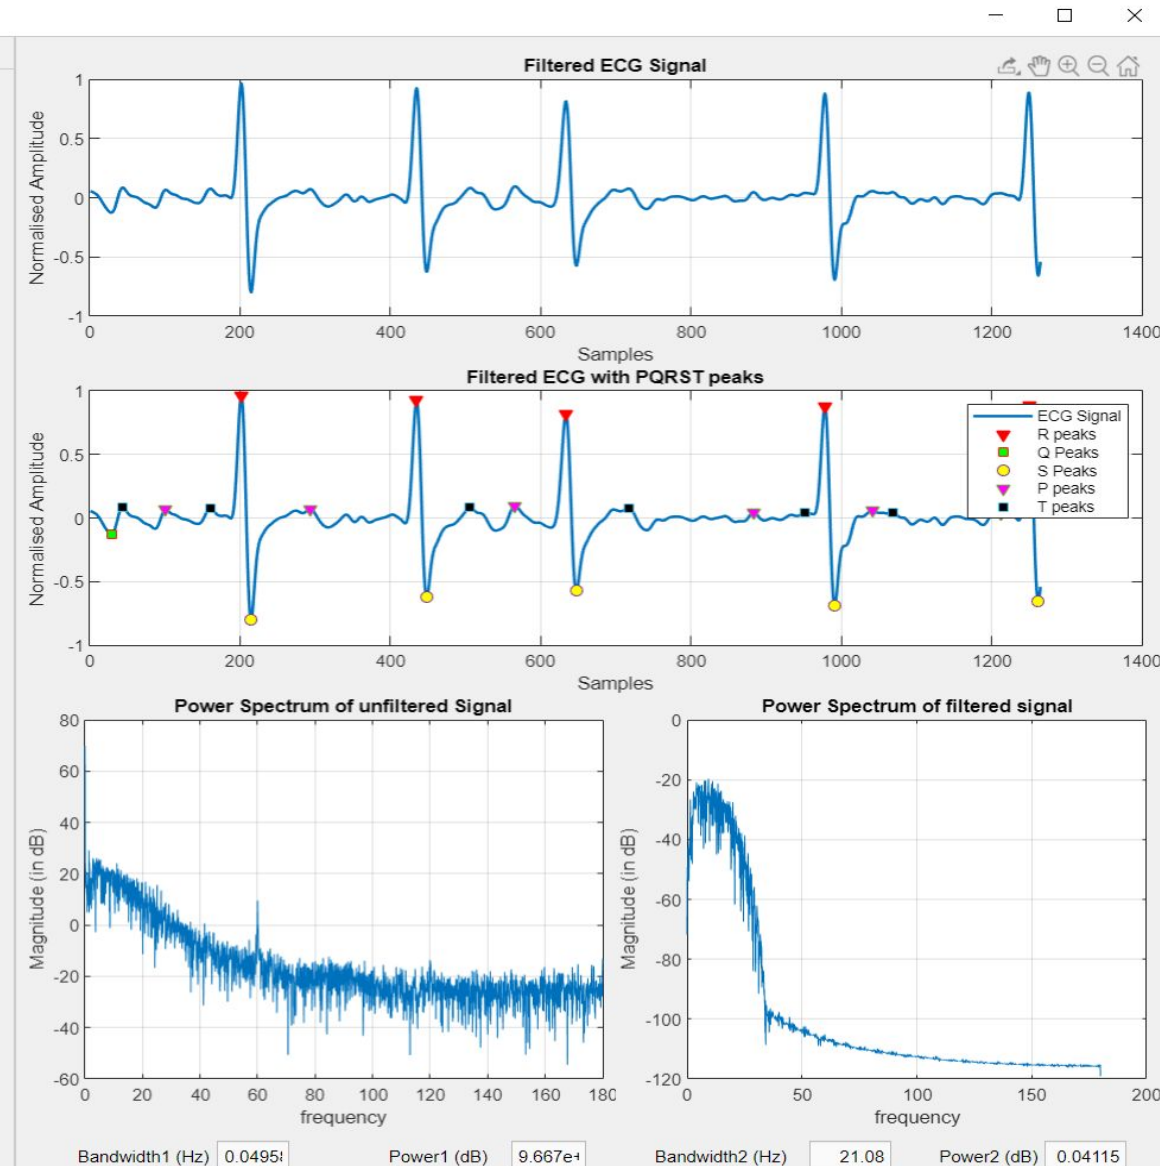 Filtered ECG Signal
Normalised Amplitude
1
0.5
0
-0.5
-1
0 200 400 600 800 1000 1200 1400
Samples
Filtered ECG with PQRST peaks
Normalised Amplitude
1
0.5
0
-0.5
-1
ECG Signal
R peaks
Q Peaks
S Peaks
P peaks
T peaks
0 200 400 600 800 1000 1200 1400
Samples
Power Spectrum of unfiltered Signal
Magnitude (in dB)
80
60
40
20
0
-20
-40
-60
0 20 40 60 80 100 120 140 160 180
frequency
Power Spectrum of filtered signal
Magnitude (in dB)
0
-20
-40
-60
-80
-100
-120
0 50 100 150 200
frequency
Bandwidth1 (Hz) Power1 (dB) 9.667e+ Bandwidth2 (Hz) 21.08 Power2 (dB) 0.04115